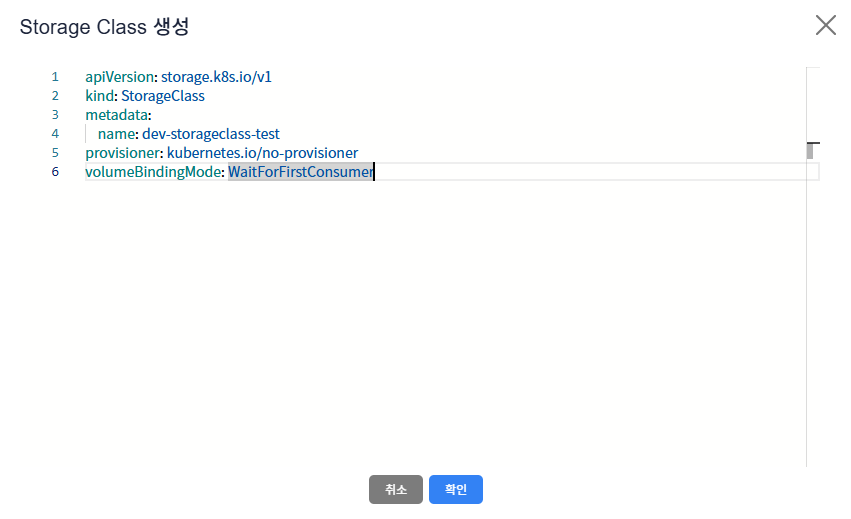 Storage Class 생성
1 apiVersion: storage.k8s.io/v1
2 kind: StorageClass
3 metadata:
4 name: dev-storageclass-test
5 provisioner: kubernetes.io/no-provisioner
6 volumeBindingMode: WaitForFirstConsumer
취소 확인